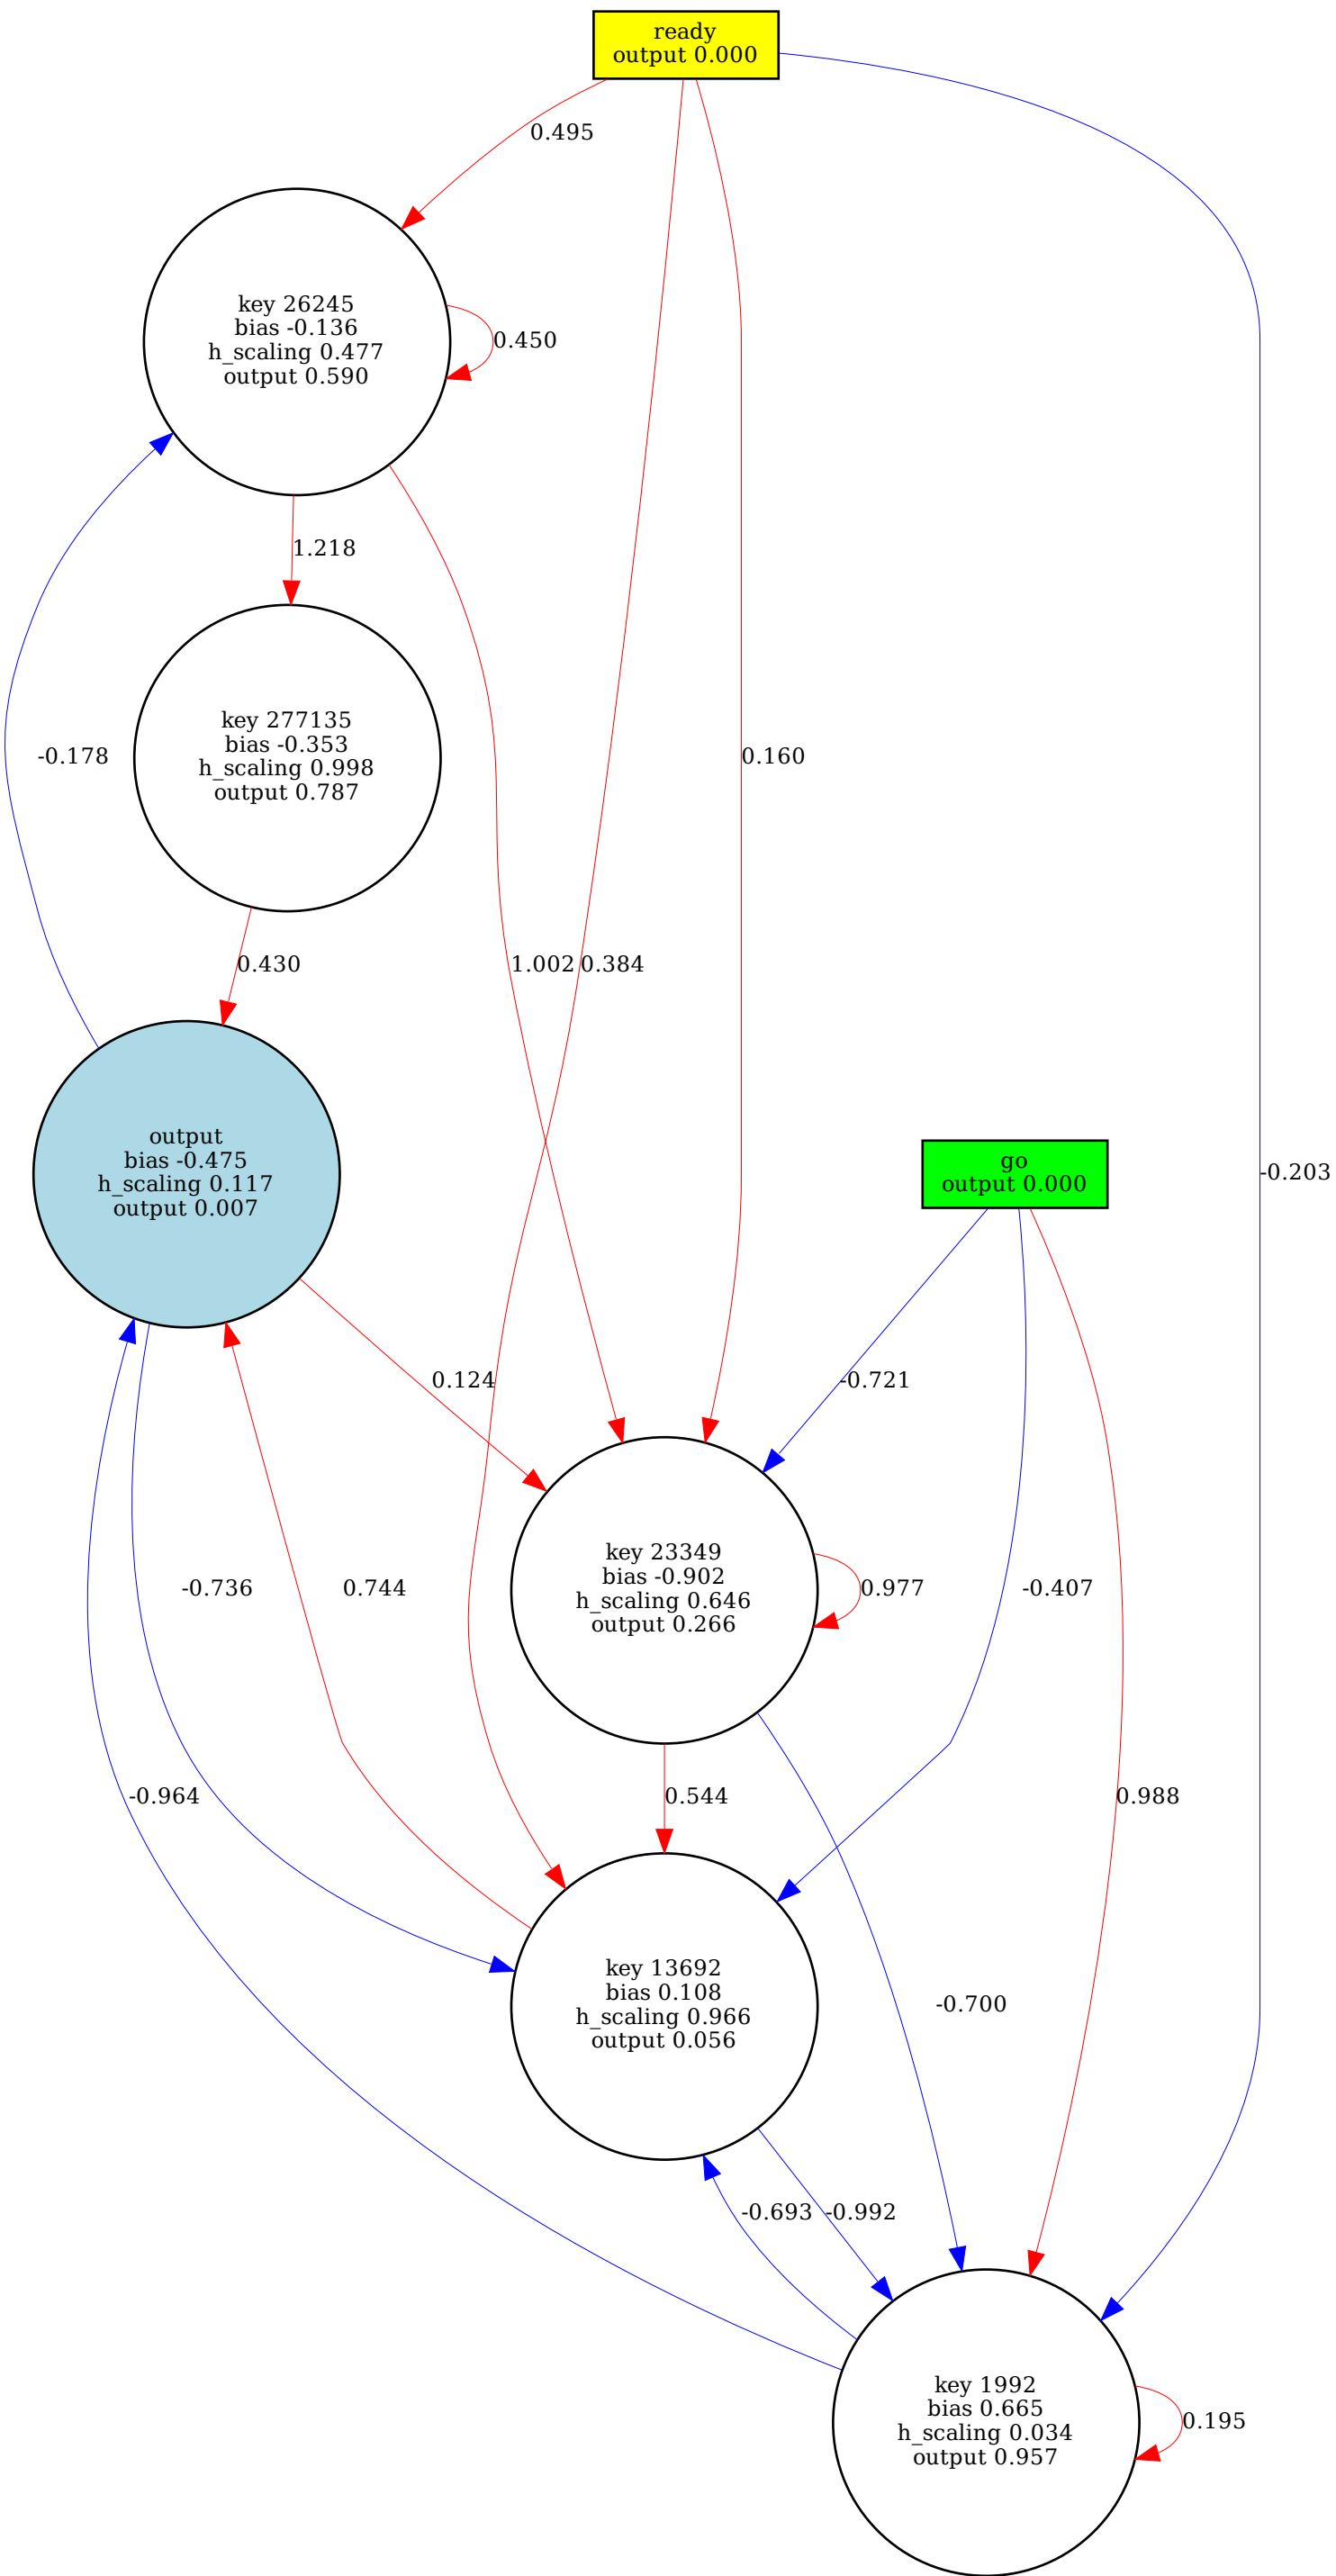 ready
output 0.000
0.495
key 26245
bias -0.136
h_scaling 0.477
output 0.590
0.450
1.218
key 277135
bias -0.353
h_scaling 0.998
output 0.787
-0.178
0.160
0.430
1.002
0.384
output
bias -0.475
h_scaling 0.117
output 0.007
go
output 0.000
-0.203
0.124
-0.721
key 23349
bias -0.902
h_scaling 0.646
output 0.266
-0.736
0.744
0.977
-0.407
-0.964
0.544
0.988
key 13692
bias 0.108
h_scaling 0.966
output 0.056
-0.700
-0.693
-0.992
key 1992
bias 0.665
h_scaling 0.034
output 0.957
0.195